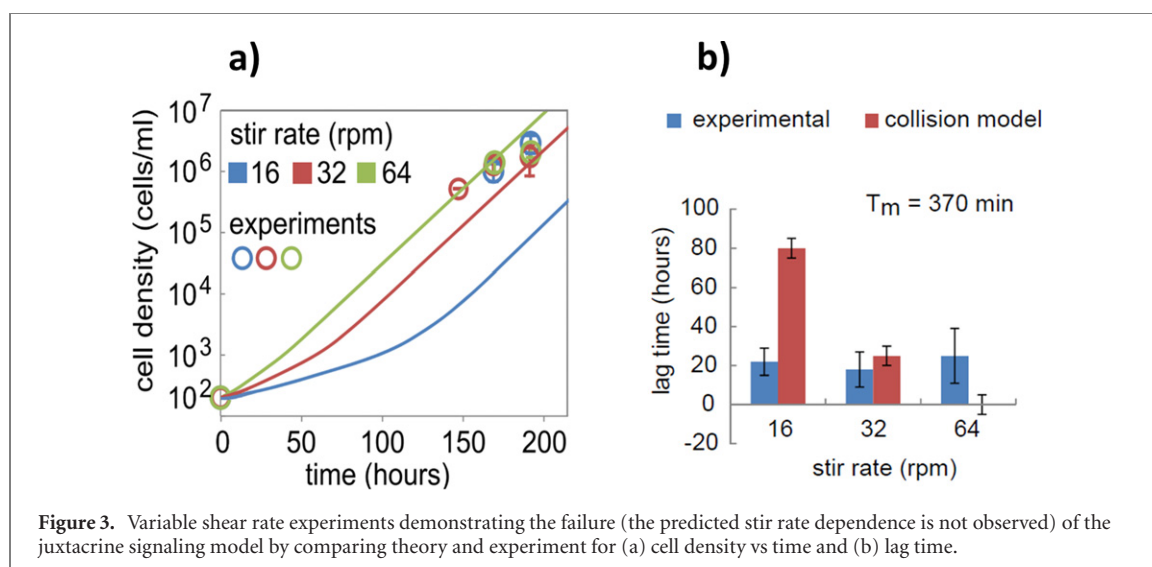 a)
cell density (cells/ml)
10^7
10^6
10^5
10^4
10^3
10^2
stir rate (rpm)
16 32 64
experiments
0 50 100 150 200
time (hours)
b)
experimental collision model
T_m = 370 min
lag time (hours)
100
80
60
40
20
0
-20
16 32 64
stir rate (rpm)
Figure 3. Variable shear rate experiments demonstrating the failure (the predicted stir rate dependence is not observed) of the
juxtacrine signaling model by comparing theory and experiment for (a) cell density vs time and (b) lag time.